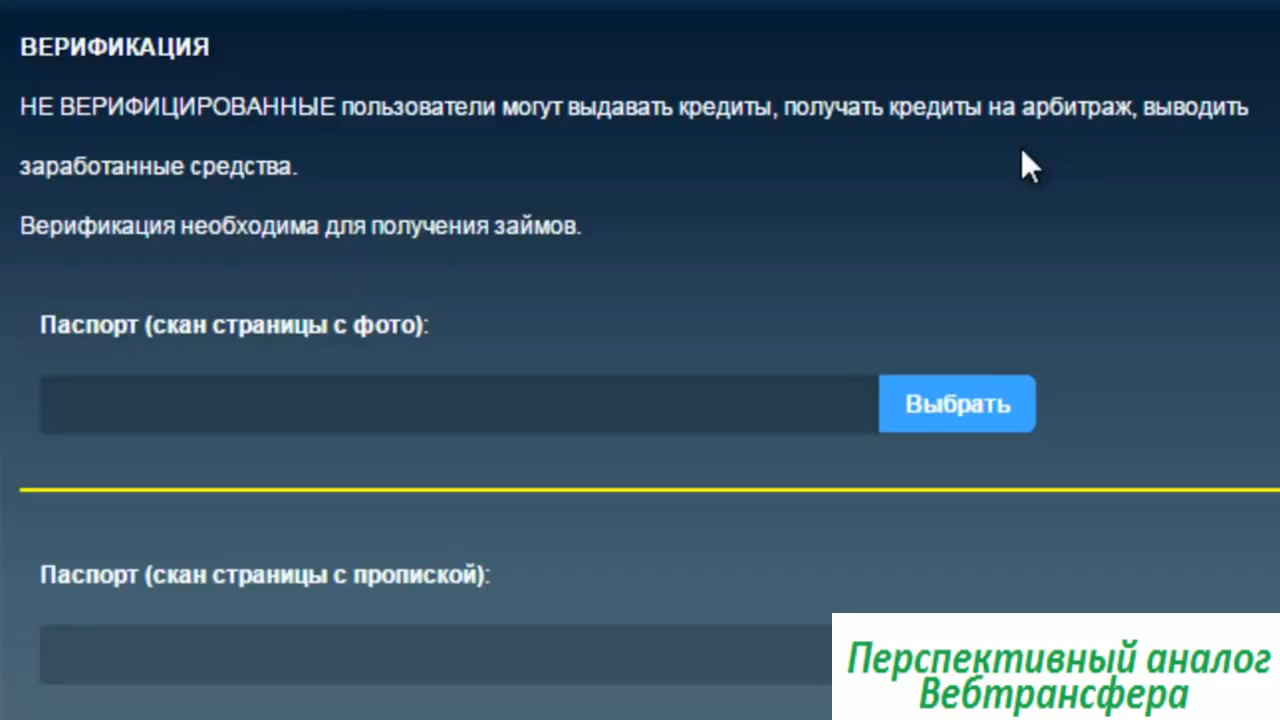 ВЕРИФИКАЦИЯ
НЕ ВЕРИФИЦИРОВАННЫЕ пользователи могут выдавать кредиты, получать кредиты на арбитраж, выводить
заработанные средства.
Верификация необходима для получения займов.
Паспорт (скан страницы с фото):
Выбрать
Паспорт (скан страницы с пропиской):
Перспективный аналог
Вебтрансфера